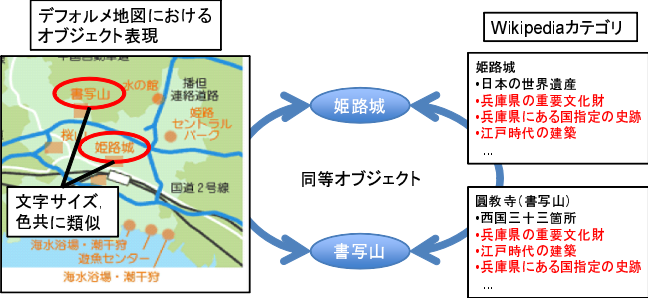 デフォルメ地図における
オブジェクト表現
書写山
水の館
播但
連絡道路
姫路
セントラル
パーク
姫路城
国道2号線
文字サイズ,
色共に類似
海水浴場・潮干狩
遊魚センター
海水浴場・潮干狩
姫路城
同等オブジェクト
書写山
Wikipediaカテゴリ
姫路城
•日本の世界遺産
•兵庫県の重要文化財
•兵庫県にある国指定の史跡
•江戸時代の建築
...
圓教寺(書写山)
•西国三十三箇所
•兵庫県の重要文化財
•江戸時代の建築
•兵庫県にある国指定の史跡
...